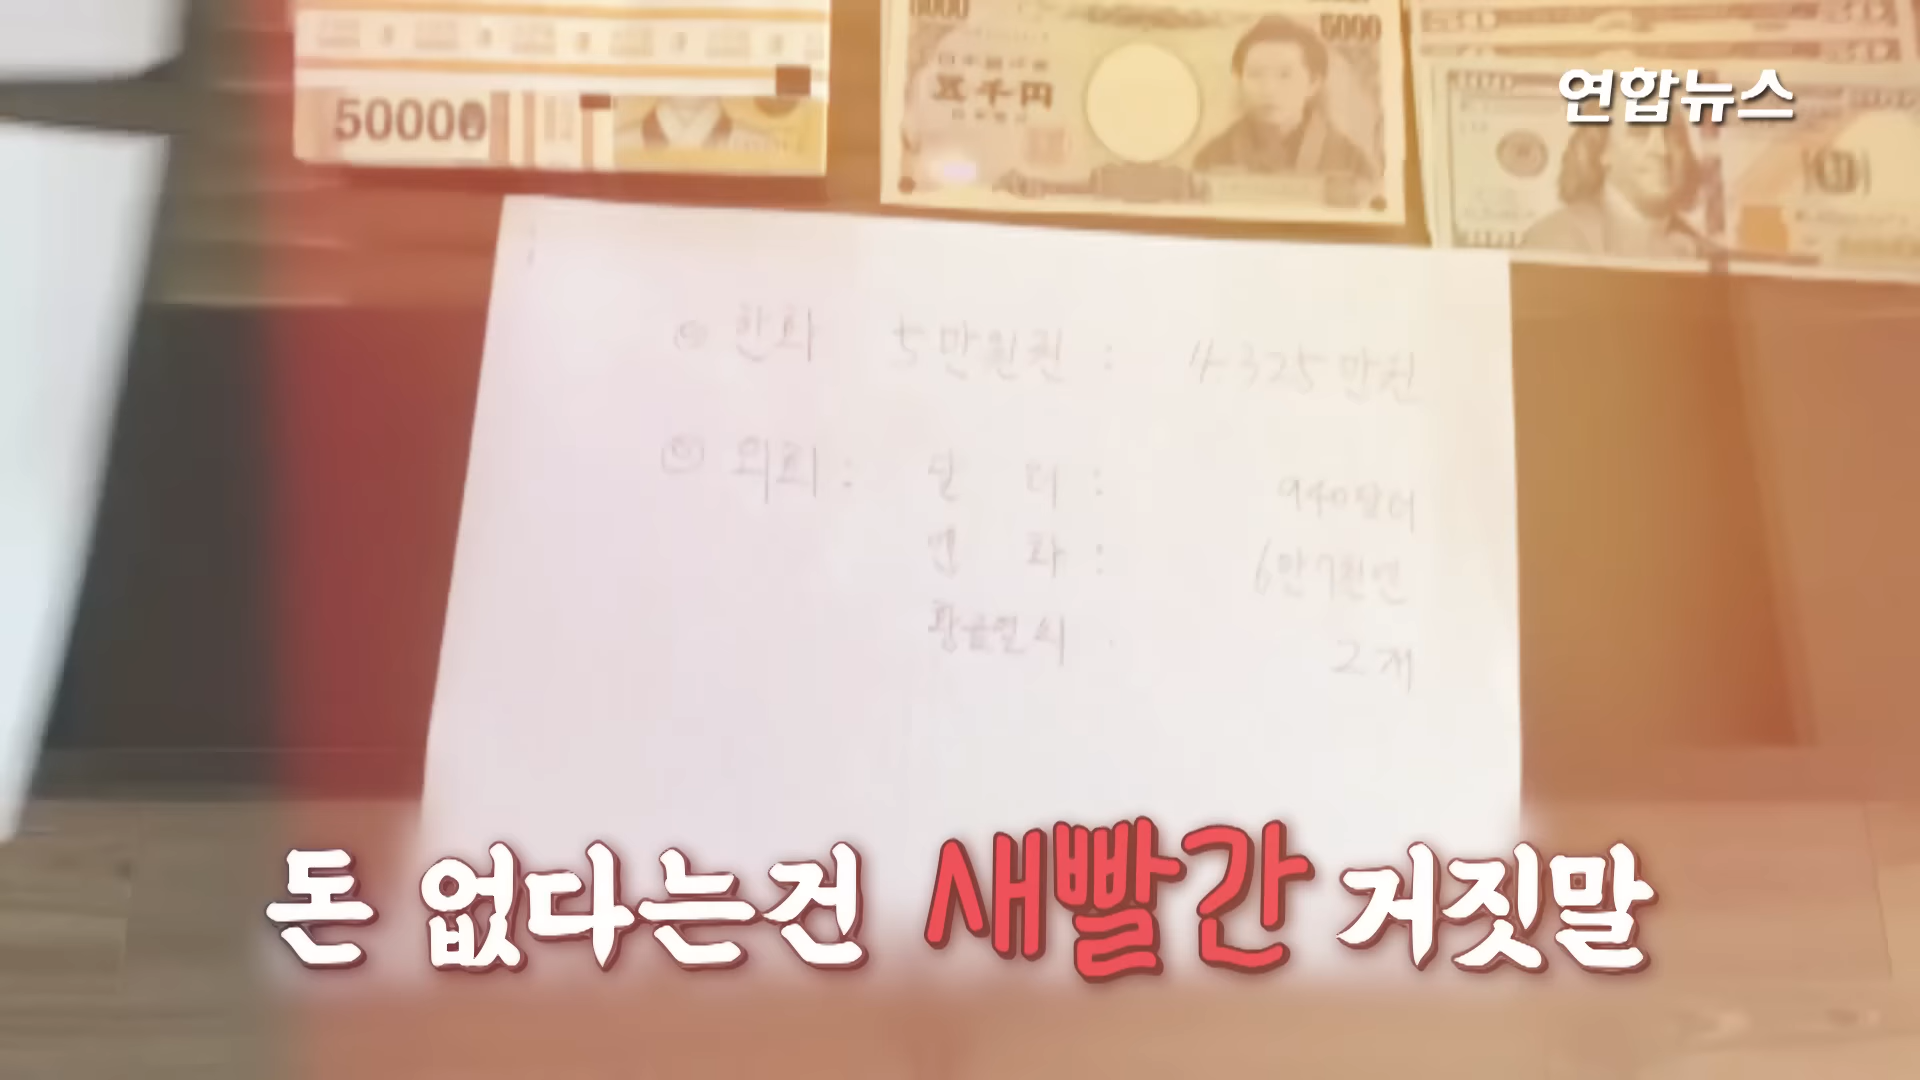 50000
5000
5000
五千円
연합뉴스
한화 5만원권 : 4325만원
외화 : 달 러 : 940달러
엔 화 : 6만7천엔
황금열쇠 2개
돈 없다는건 새빨간 거짓말